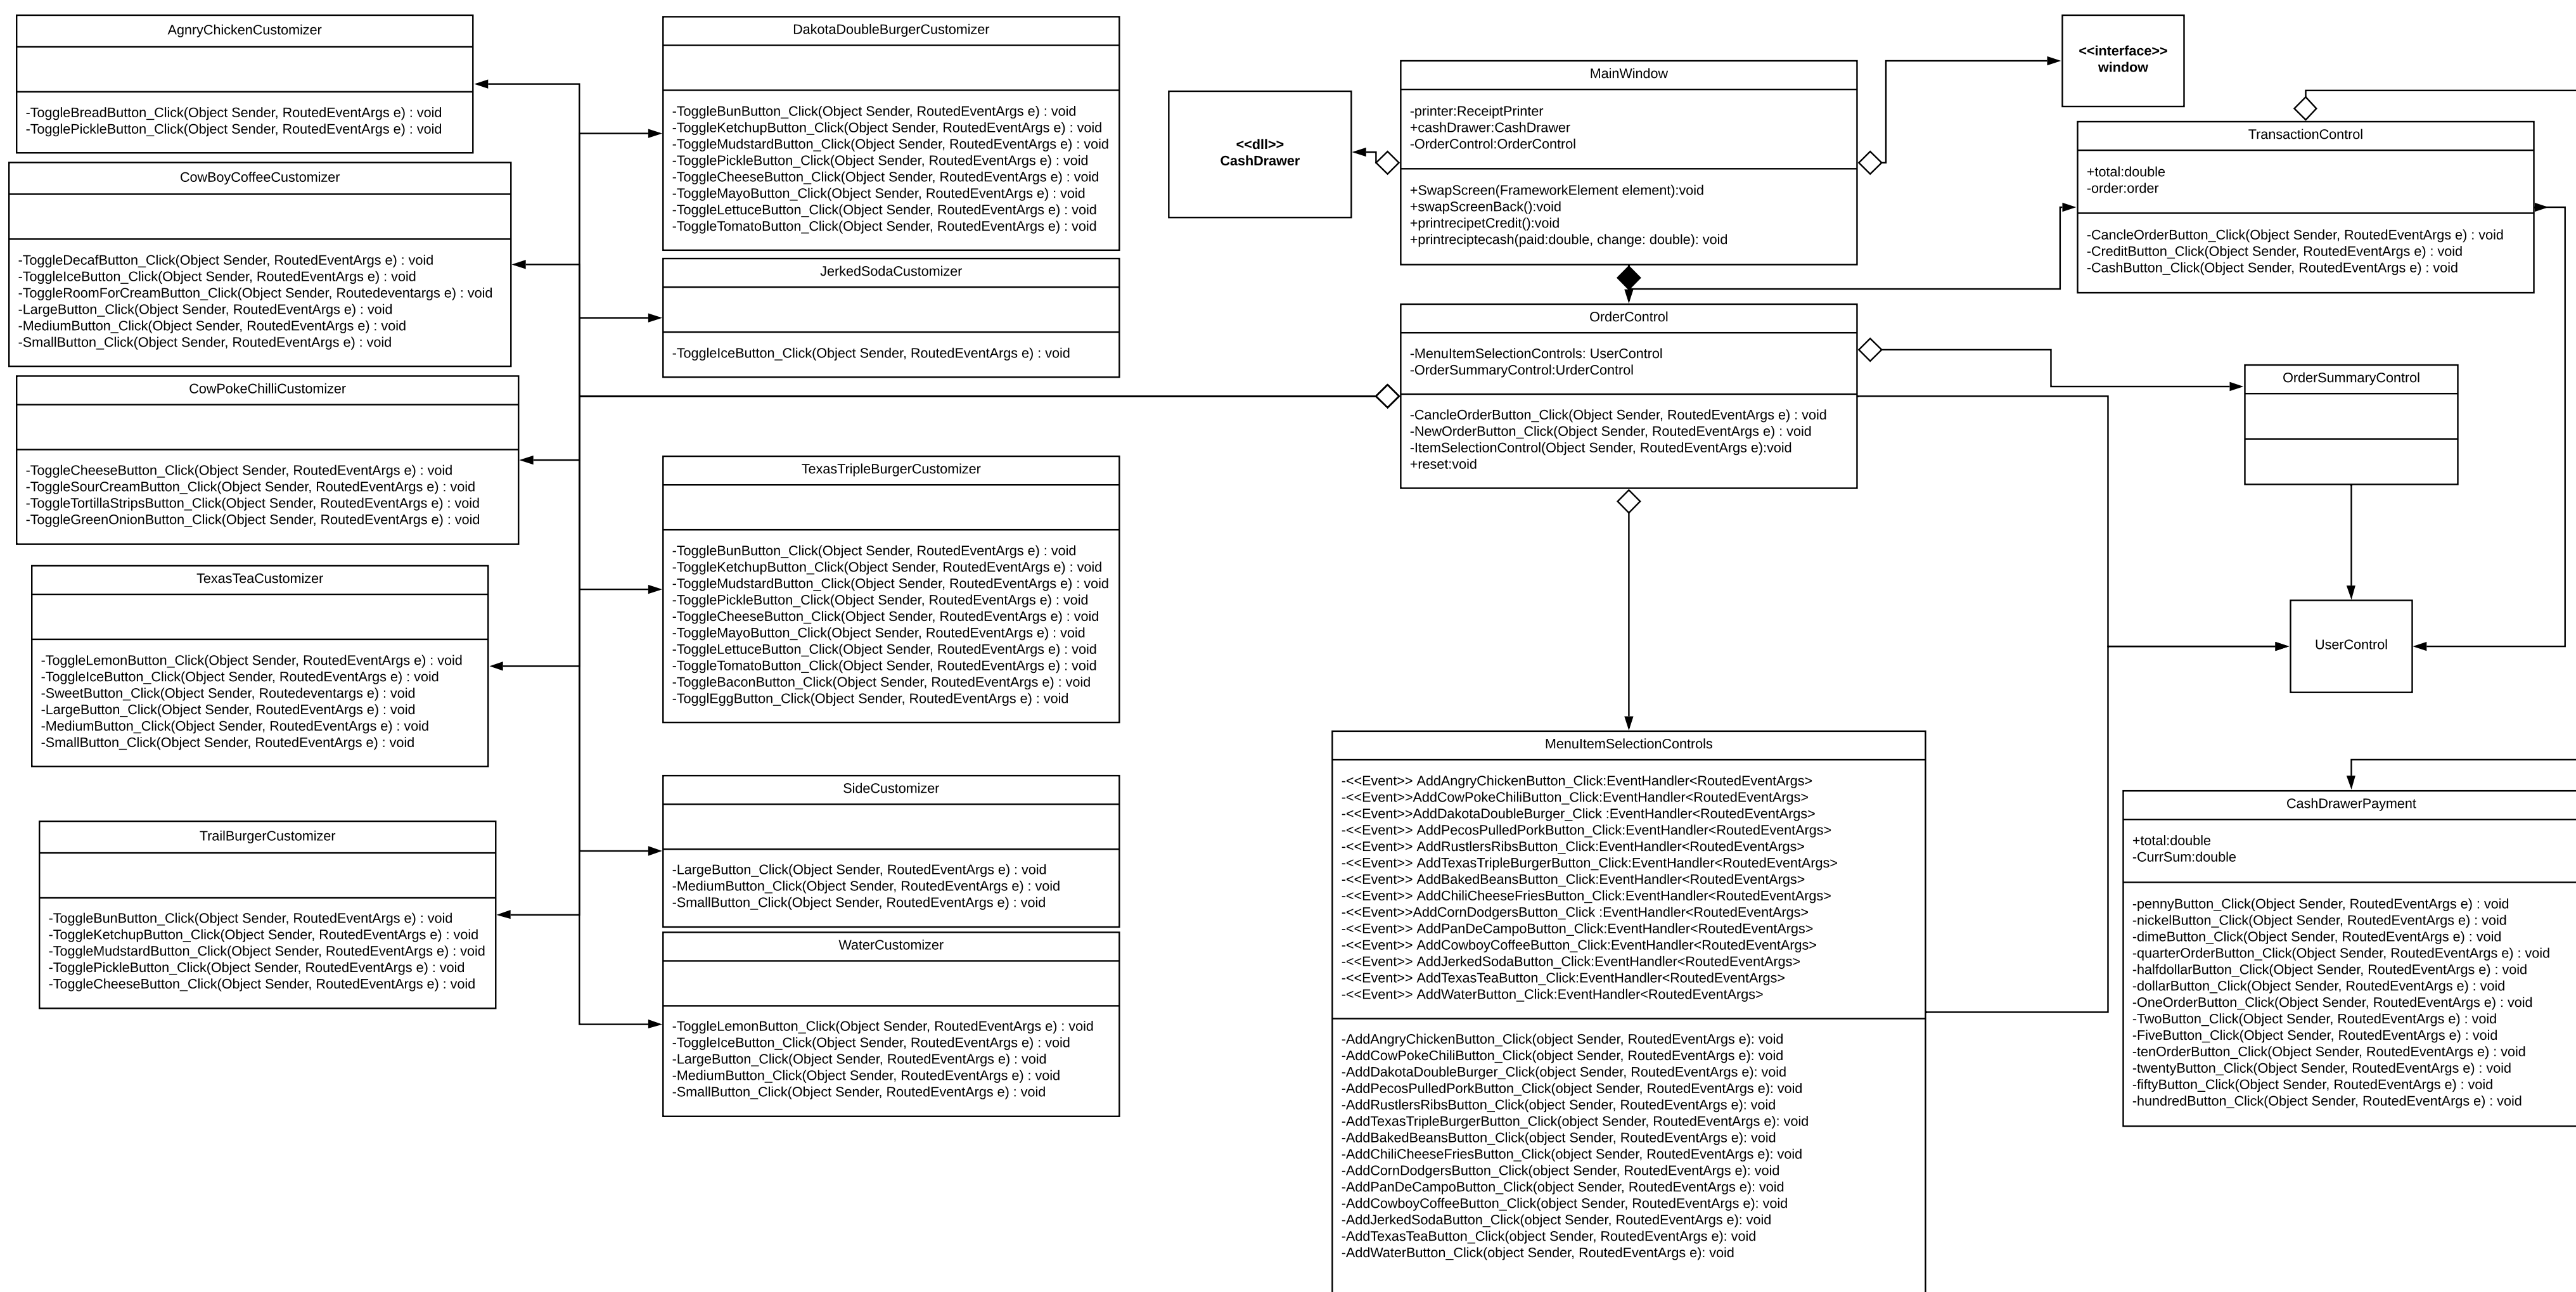 AgnryChickenCustomizer
-ToggleBreadButton_Click(Object Sender, RoutedEventArgs e) : void
-TogglePickleButton_Click(Object Sender, RoutedEventArgs e) : void
CowBoyCoffeeCustomizer
-ToggleDecafButton_Click(Object Sender, RoutedEventArgs e) : void
-ToggleIceButton_Click(Object Sender, RoutedEventArgs e) : void
-ToggleRoomForCreamButton_Click(Object Sender, Routedeventargs e) : void
-LargeButton_Click(Object Sender, RoutedEventArgs e) : void
-MediumButton_Click(Object Sender, RoutedEventArgs e) : void
-SmallButton_Click(Object Sender, RoutedEventArgs e) : void
CowPokeChilliCustomizer
-ToggleCheeseButton_Click(Object Sender, RoutedEventArgs e) : void
-ToggleSourCreamButton_Click(Object Sender, RoutedEventArgs e) : void
-ToggleTortillaStripsButton_Click(Object Sender, RoutedEventArgs e) : void
-ToggleGreenOnionButton_Click(Object Sender, RoutedEventArgs e) : void
TexasTeaCustomizer
-ToggleLemonButton_Click(Object Sender, RoutedEventArgs e) : void
-ToggleIceButton_Click(Object Sender, RoutedEventArgs e) : void
-SweetButton_Click(Object Sender, Routedeventargs e) : void
-LargeButton_Click(Object Sender, RoutedEventArgs e) : void
-MediumButton_Click(Object Sender, RoutedEventArgs e) : void
-SmallButton_Click(Object Sender, RoutedEventArgs e) : void
TrailBurgerCustomizer
-ToggleBunButton_Click(Object Sender, RoutedEventArgs e) : void
-ToggleKetchupButton_Click(Object Sender, RoutedEventArgs e) : void
-ToggleMudstardButton_Click(Object Sender, RoutedEventArgs e) : void
-TogglePickleButton_Click(Object Sender, RoutedEventArgs e) : void
-ToggleCheeseButton_Click(Object Sender, RoutedEventArgs e) : void
DakotaDoubleBurgerCustomizer
-ToggleBunButton_Click(Object Sender, RoutedEventArgs e) : void
-ToggleKetchupButton_Click(Object Sender, RoutedEventArgs e) : void
-ToggleMudstardButton_Click(Object Sender, RoutedEventArgs e) : void
-TogglePickleButton_Click(Object Sender, RoutedEventArgs e) : void
-ToggleCheeseButton_Click(Object Sender, RoutedEventArgs e) : void
-ToggleMayoButton_Click(Object Sender, RoutedEventArgs e) : void
-ToggleLettuceButton_Click(Object Sender, RoutedEventArgs e) : void
-ToggleTomatoButton_Click(Object Sender, RoutedEventArgs e) : void
JerkedSodaCustomizer
-ToggleIceButton_Click(Object Sender, RoutedEventArgs e) : void
TexasTripleBurgerCustomizer
-ToggleBunButton_Click(Object Sender, RoutedEventArgs e) : void
-ToggleKetchupButton_Click(Object Sender, RoutedEventArgs e) : void
-ToggleMudstardButton_Click(Object Sender, RoutedEventArgs e) : void
-TogglePickleButton_Click(Object Sender, RoutedEventArgs e) : void
-ToggleCheeseButton_Click(Object Sender, RoutedEventArgs e) : void
-ToggleMayoButton_Click(Object Sender, RoutedEventArgs e) : void
-ToggleLettuceButton_Click(Object Sender, RoutedEventArgs e) : void
-ToggleTomatoButton_Click(Object Sender, RoutedEventArgs e) : void
-ToggleBaconButton_Click(Object Sender, RoutedEventArgs e) : void
-TogglEggButton_Click(Object Sender, RoutedEventArgs e) : void
SideCustomizer
-LargeButton_Click(Object Sender, RoutedEventArgs e) : void
-MediumButton_Click(Object Sender, RoutedEventArgs e) : void
-SmallButton_Click(Object Sender, RoutedEventArgs e) : void
WaterCustomizer
-ToggleLemonButton_Click(Object Sender, RoutedEventArgs e) : void
-ToggleIceButton_Click(Object Sender, RoutedEventArgs e) : void
-LargeButton_Click(Object Sender, RoutedEventArgs e) : void
-MediumButton_Click(Object Sender, RoutedEventArgs e) : void
-SmallButton_Click(Object Sender, RoutedEventArgs e) : void
<<dll>>
CashDrawer
MainWindow
-printer:ReceiptPrinter
+cashDrawer:CashDrawer
-OrderControl:OrderControl
+SwapScreen(FrameworkElement element):void
+swapScreenBack():void
+printrecipetCredit():void
+printreciptecash(paid:double, change: double): void
OrderControl
-MenuItemSelectionControls: UserControl
-OrderSummaryControl:UrderControl
-CancleOrderButton_Click(Object Sender, RoutedEventArgs e) : void
-NewOrderButton_Click(Object Sender, RoutedEventArgs e) : void
-ItemSelectionControl(Object Sender, RoutedEventArgs e):void
+reset:void
MenuItemSelectionControls
-<<Event>> AddAngryChickenButton_Click:EventHandler<RoutedEventArgs>
-<<Event>>AddCowPokeChiliButton_Click:EventHandler<RoutedEventArgs>
-<<Event>>AddDakotaDoubleBurger_Click :EventHandler<RoutedEventArgs>
-<<Event>> AddPecosPulledPorkButton_Click:EventHandler<RoutedEventArgs>
-<<Event>> AddRustlersRibsButton_Click:EventHandler<RoutedEventArgs>
-<<Event>> AddTexasTripleBurgerButton_Click:EventHandler<RoutedEventArgs>
-<<Event>> AddBakedBeansButton_Click:EventHandler<RoutedEventArgs>
-<<Event>> AddChiliCheeseFriesButton_Click:EventHandler<RoutedEventArgs>
-<<Event>>AddCornDodgersButton_Click :EventHandler<RoutedEventArgs>
-<<Event>> AddPanDeCampoButton_Click:EventHandler<RoutedEventArgs>
-<<Event>> AddCowboyCoffeeButton_Click:EventHandler<RoutedEventArgs>
-<<Event>> AddJerkedSodaButton_Click:EventHandler<RoutedEventArgs>
-<<Event>> AddTexasTeaButton_Click:EventHandler<RoutedEventArgs>
-<<Event>> AddWaterButton_Click:EventHandler<RoutedEventArgs>
-AddAngryChickenButton_Click(object Sender, RoutedEventArgs e): void
-AddCowPokeChiliButton_Click(object Sender, RoutedEventArgs e): void
-AddDakotaDoubleBurger_Click(object Sender, RoutedEventArgs e): void
-AddPecosPulledPorkButton_Click(object Sender, RoutedEventArgs e): void
-AddRustlersRibsButton_Click(object Sender, RoutedEventArgs e): void
-AddTexasTripleBurgerButton_Click(object Sender, RoutedEventArgs e): void
-AddBakedBeansButton_Click(object Sender, RoutedEventArgs e): void
-AddChiliCheeseFriesButton_Click(object Sender, RoutedEventArgs e): void
-AddCornDodgersButton_Click(object Sender, RoutedEventArgs e): void
-AddPanDeCampoButton_Click(object Sender, RoutedEventArgs e): void
-AddCowboyCoffeeButton_Click(object Sender, RoutedEventArgs e): void
-AddJerkedSodaButton_Click(object Sender, RoutedEventArgs e): void
-AddTexasTeaButton_Click(object Sender, RoutedEventArgs e): void
-AddWaterButton_Click(object Sender, RoutedEventArgs e): void
<<interface>>
window
TransactionControl
+total:double
-order:order
-CancleOrderButton_Click(Object Sender, RoutedEventArgs e) : void
-CreditButton_Click(Object Sender, RoutedEventArgs e) : void
-CashButton_Click(Object Sender, RoutedEventArgs e) : void
OrderSummaryControl
UserControl
CashDrawerPayment
+total:double
-CurrSum:double
-pennyButton_Click(Object Sender, RoutedEventArgs e) : void
-nickelButton_Click(Object Sender, RoutedEventArgs e) : void
-dimeButton_Click(Object Sender, RoutedEventArgs e) : void
-quarterOrderButton_Click(Object Sender, RoutedEventArgs e) : void
-halfdollarButton_Click(Object Sender, RoutedEventArgs e) : void
-dollarButton_Click(Object Sender, RoutedEventArgs e) : void
-OneOrderButton_Click(Object Sender, RoutedEventArgs e) : void
-TwoButton_Click(Object Sender, RoutedEventArgs e) : void
-FiveButton_Click(Object Sender, RoutedEventArgs e) : void
-tenOrderButton_Click(Object Sender, RoutedEventArgs e) : void
-twentyButton_Click(Object Sender, RoutedEventArgs e) : void
-fiftyButton_Click(Object Sender, RoutedEventArgs e) : void
-hundredButton_Click(Object Sender, RoutedEventArgs e) : void